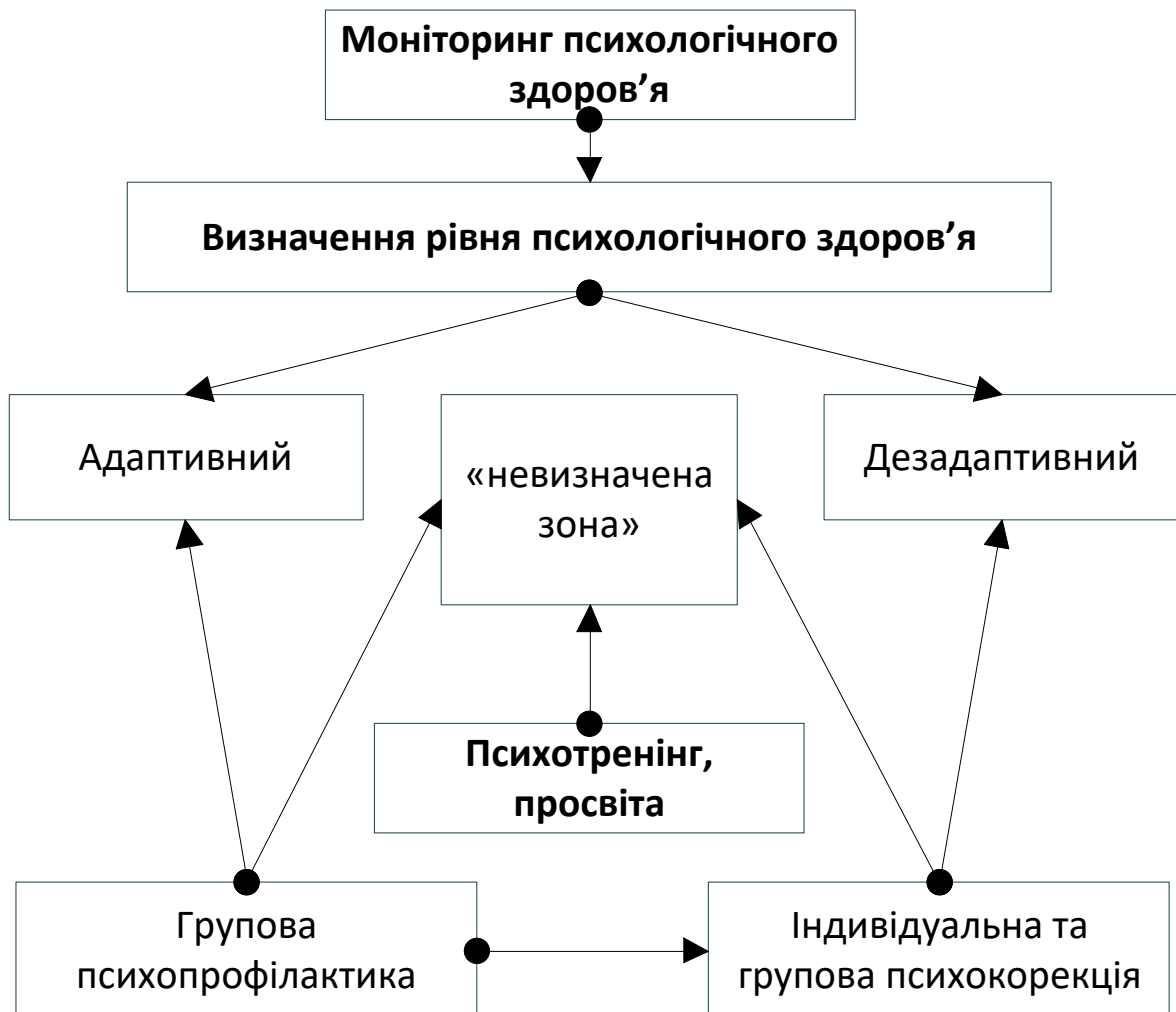 Моніторинг психологічного
здоров’я
Визначення рівня психологічного здоров’я
Адаптивний
«невизначена
зона»
Дезадаптивний
Психотренінг,
просвіта
Групова
психопрофілактика
Індивідуальна та
групова психокорекція